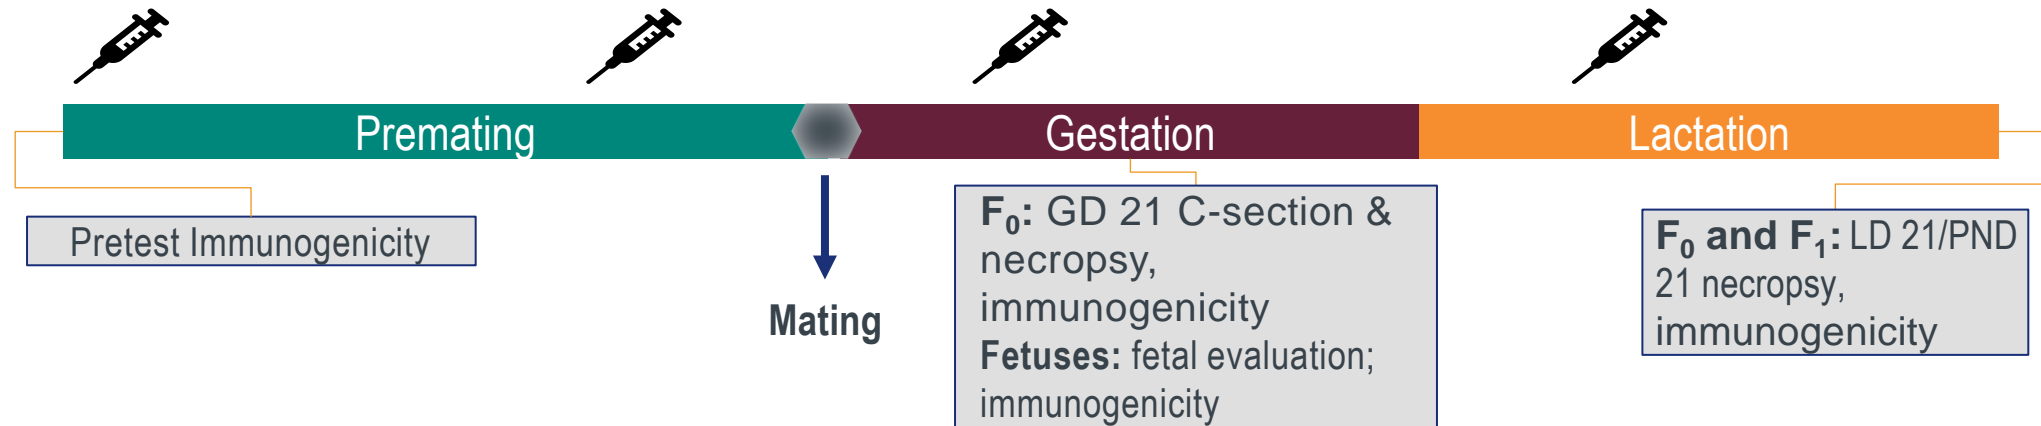 Premating
Gestation
Lactation
Pretest Immunogenicity
Mating
F₀: GD 21 C-section &
necropsy,
immunogenicity
Fetuses: fetal evaluation;
immunogenicity
F₀ and F₁: LD 21/PND
21 necropsy,
immunogenicity